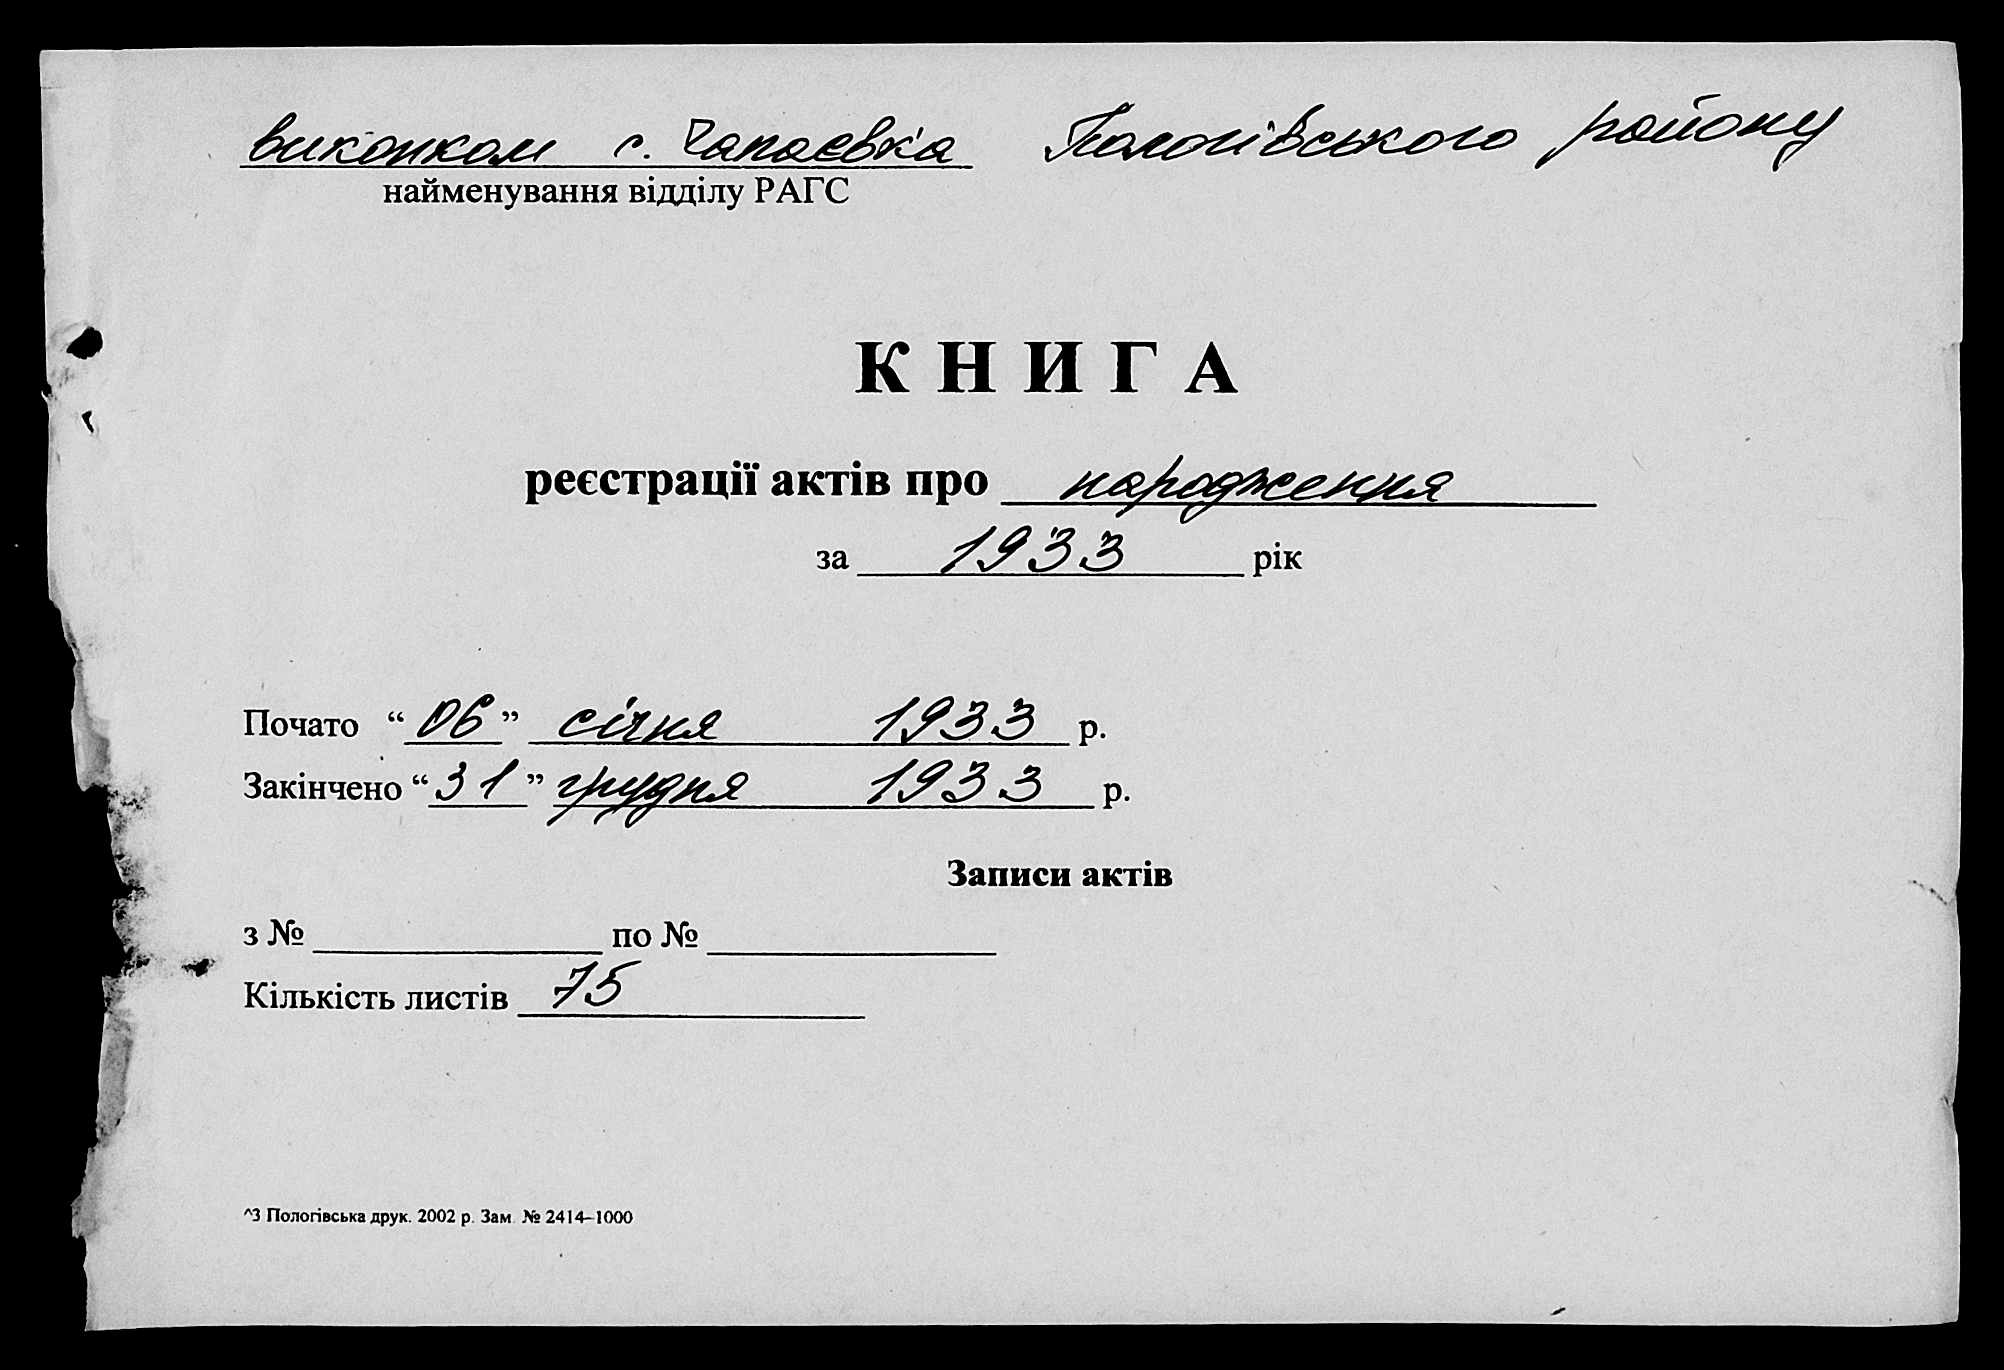 виконком с. Чапаєвка Пологівського району
найменування відділу РАГС
КНИГА
реєстрації актів про народження
за 1933 рік
Почато “06” січня 1933 р.
Закінчено “31” грудня 1933 р.
Записи актів
з № по №
Кількість листів 75
^З Пологівська друк. 2002 р. Зам. № 2414–1000